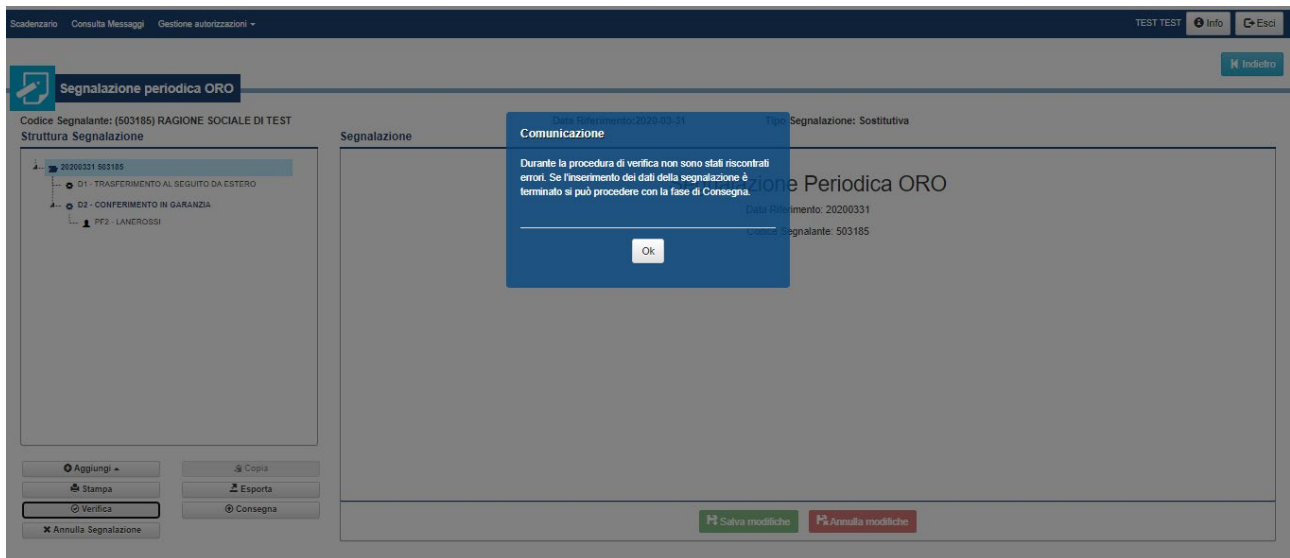 Scadenzario Consulta Messaggi Gestione autorizzazioni
TEST TEST Info Esci
Indietro
Segnalazione periodica ORO
Codice Segnalante: (503185) RAGIONE SOCIALE DI TEST Data Riferimento:2020-03-31 Tipo Segnalazione: Sostitutiva
Struttura Segnalazione
20200331 503185
D1 - TRASFERIMENTO AL SEGUITO DA ESTERO
D2 - CONFERIMENTO IN GARANZIA
PF2 - LANEROSSI
Segnalazione
Segnalazione Periodica ORO
Data Riferimento: 20200331
Codice Segnalante: 503185
Comunicazione
Durante la procedura di verifica non sono stati riscontrati
errori. Se l'inserimento dei dati della segnalazione è
terminato si può procedere con la fase di Consegna.
Ok
Aggiungi Copia
Stampa Esporta
Verifica Consegna
Annulla Segnalazione
Salva modifiche Annulla modifiche